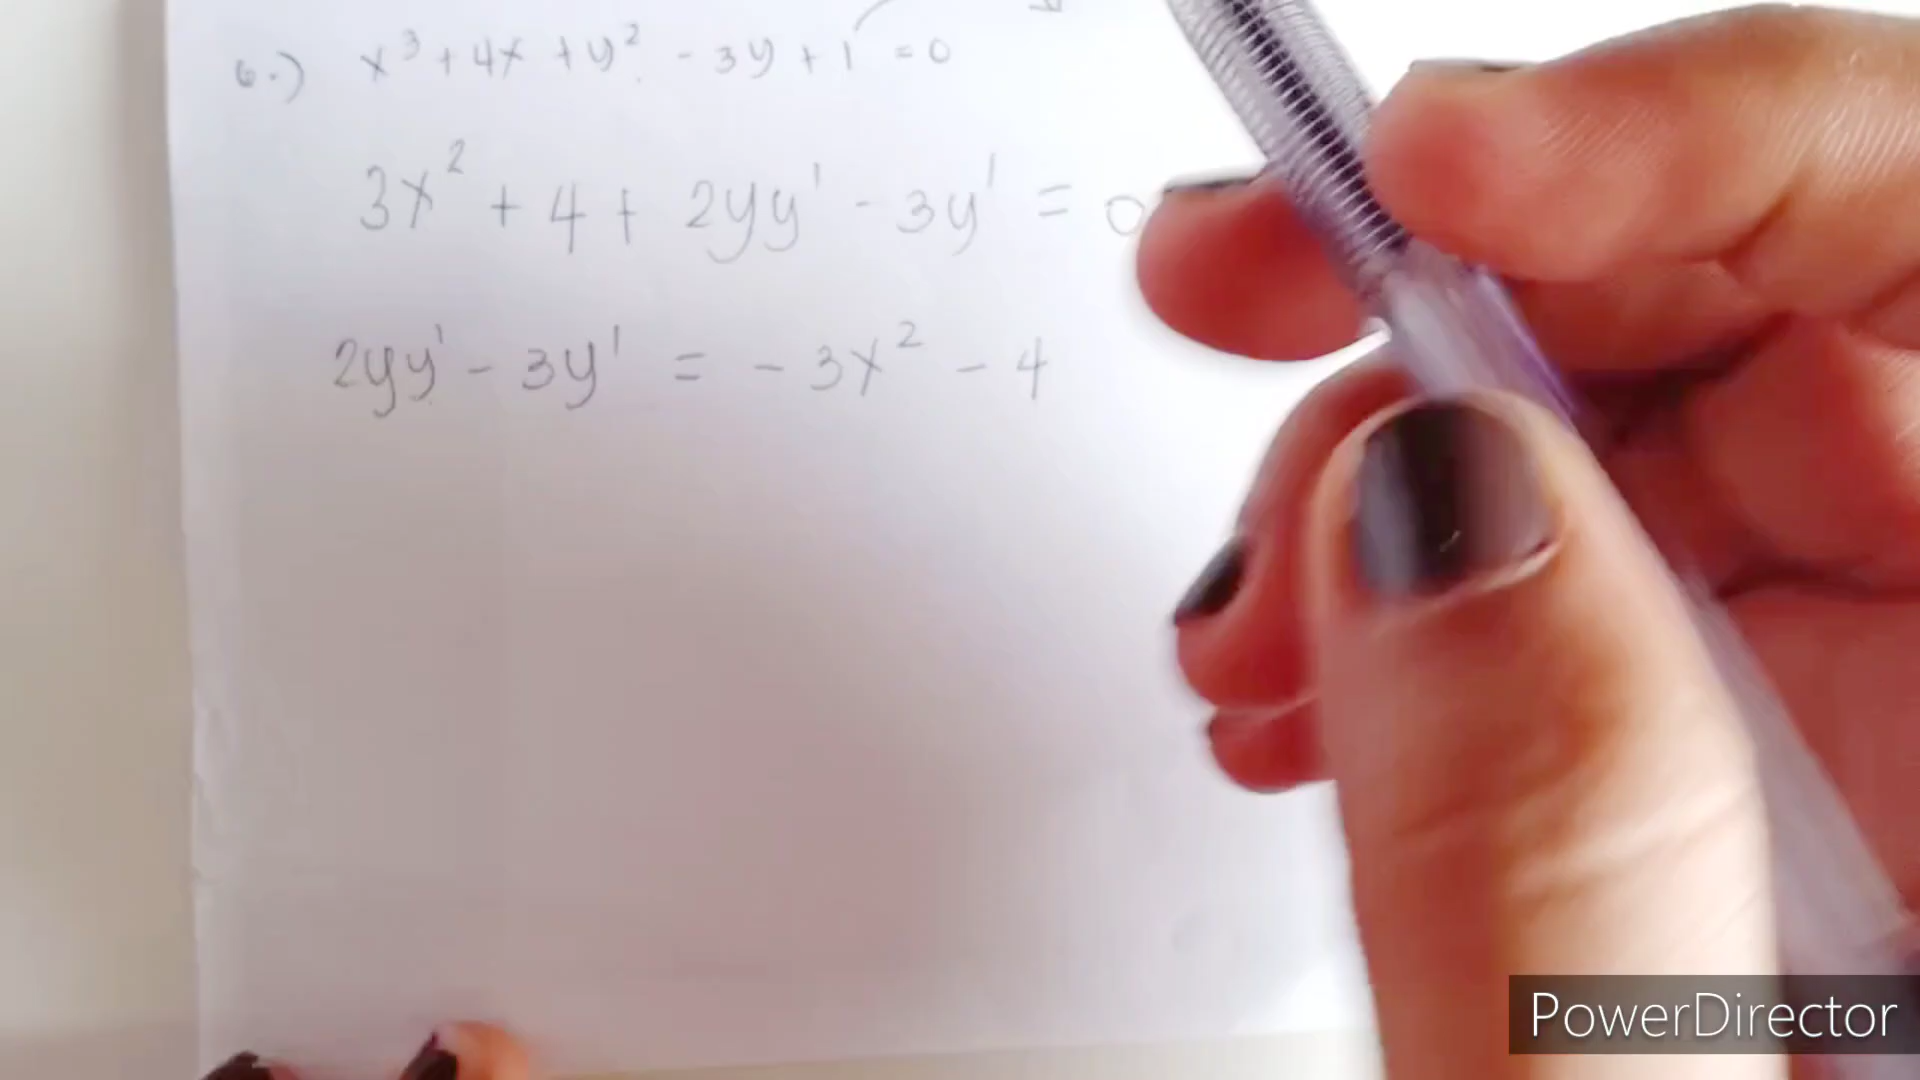 6.) x³ + 4x + y² - 3y + 1 = 0
3x² + 4 + 2yy' - 3y' = 0
2yy' - 3y' = - 3x² - 4
PowerDirector